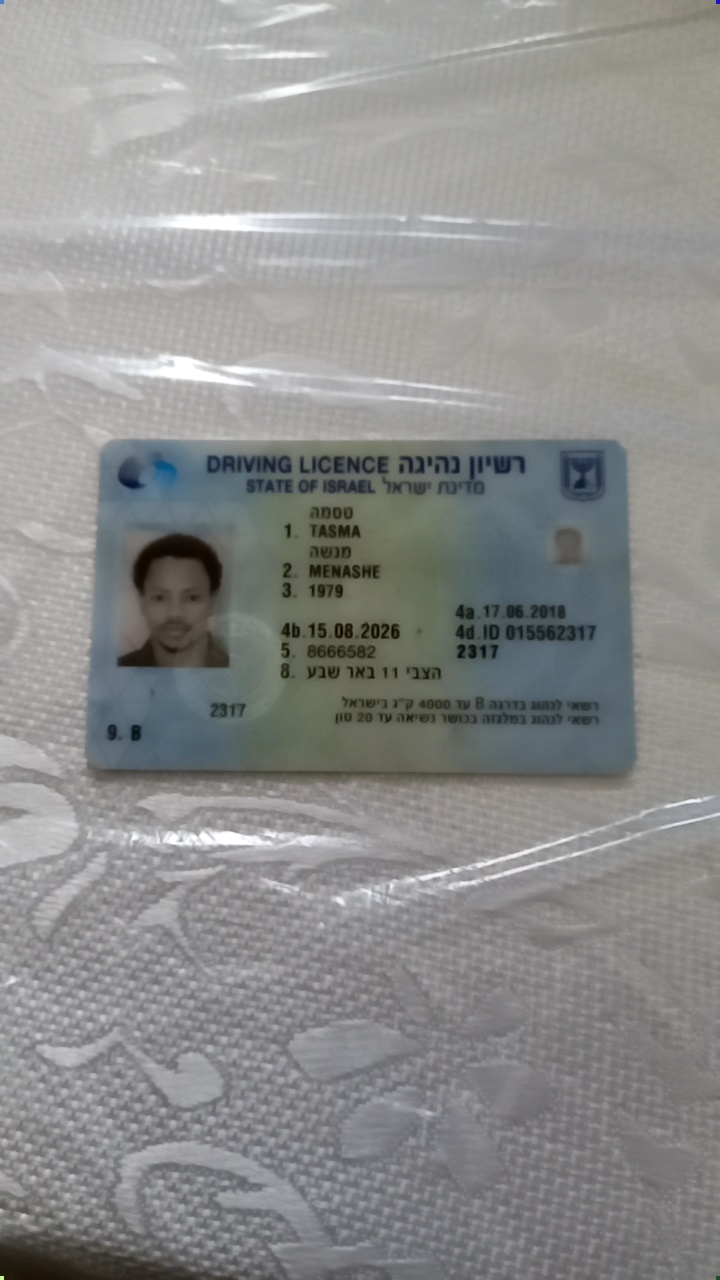 DRIVING LICENCE רשיון נהיגה
STATE OF ISRAEL מדינת ישראל
טסמה
1. TASMA
מנשה
2. MENASHE
3. 1979
4a.17.06.2018
4b.15.08.2026
4d.ID 015562317
5. 8666582
2317
8. הצבי 11 באר שבע
2317
רשאי לנהוג בדרגה B עד 4000 ק"ג בישראל
רשאי לנהוג במלגזה בכושר נשיאה עד 20 טון
9. B